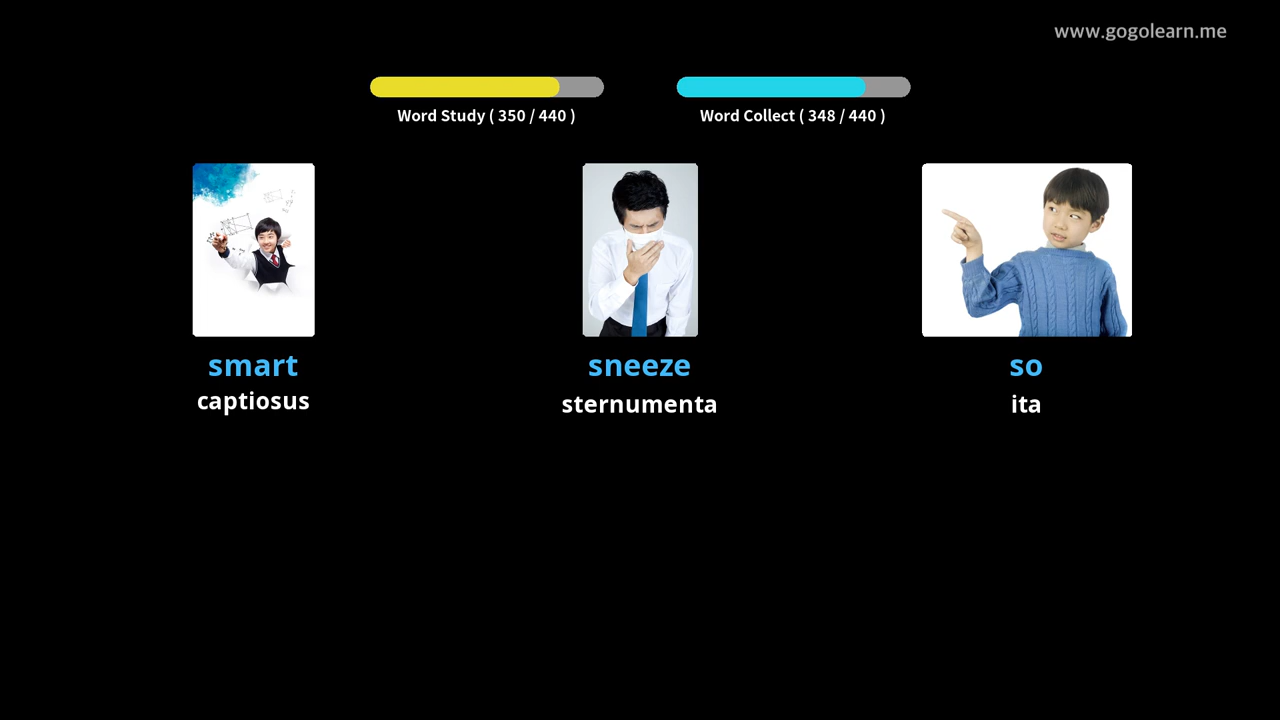 www.gogolearn.me
Word Study ( 350 / 440 )
Word Collect ( 348 / 440 )
smart
captiosus
sneeze
sternumenta
so
ita